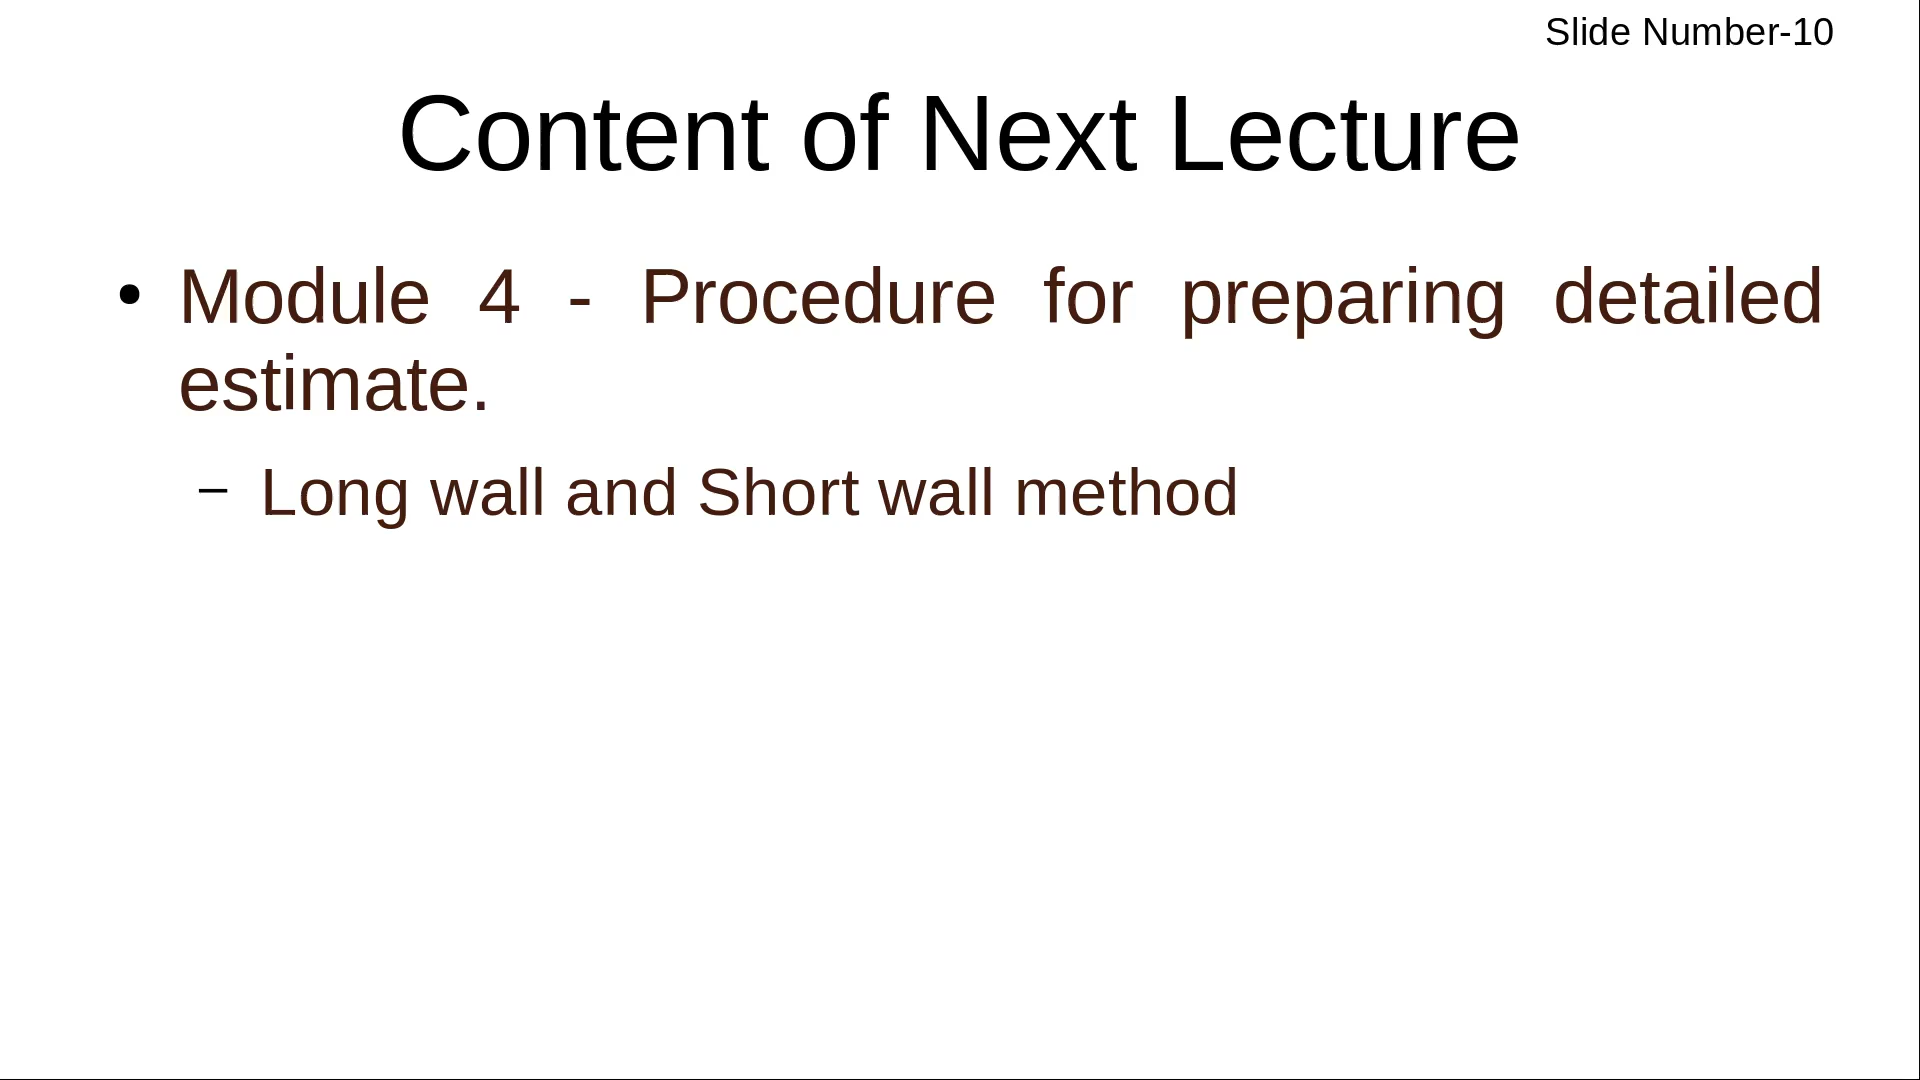 Slide Number-10
Content of Next Lecture
• Module 4 - Procedure for preparing detailed
estimate.
– Long wall and Short wall method